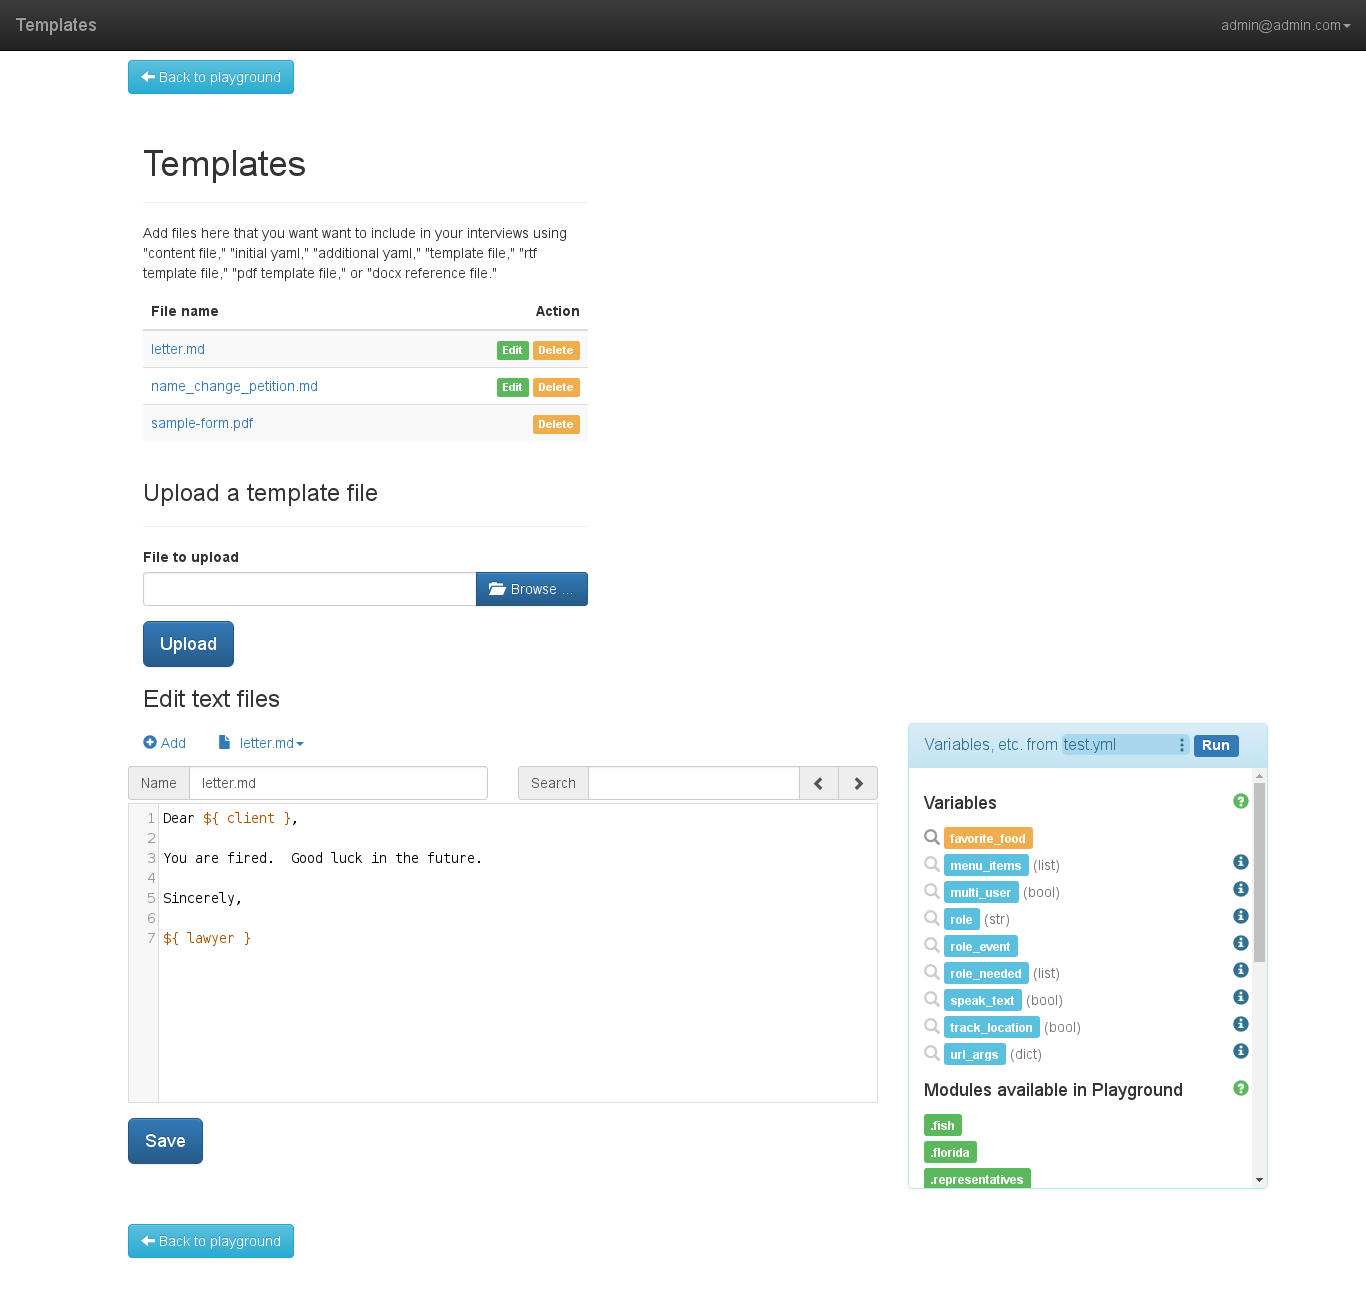 Templates
admin@admin.com
Back to playground
Templates
Add files here that you want want to include in your interviews using
"content file," "initial yaml," "additional yaml," "template file," "rtf
template file," "pdf template file," or "docx reference file."
File name Action
letter.md Edit Delete
name_change_petition.md Edit Delete
sample-form.pdf Delete
Upload a template file
File to upload
Browse ...
Upload
Edit text files
Add letter.md
Name letter.md Search
1 Dear ${ client },
2
3 You are fired.  Good luck in the future.
4
5 Sincerely,
6
7 ${ lawyer }
Save
Variables, etc. from test.yml Run
Variables
favorite_food
menu_items (list)
multi_user (bool)
role (str)
role_event
role_needed (list)
speak_text (bool)
track_location (bool)
url_args (dict)
Modules available in Playground
.fish
.florida
.representatives
Back to playground